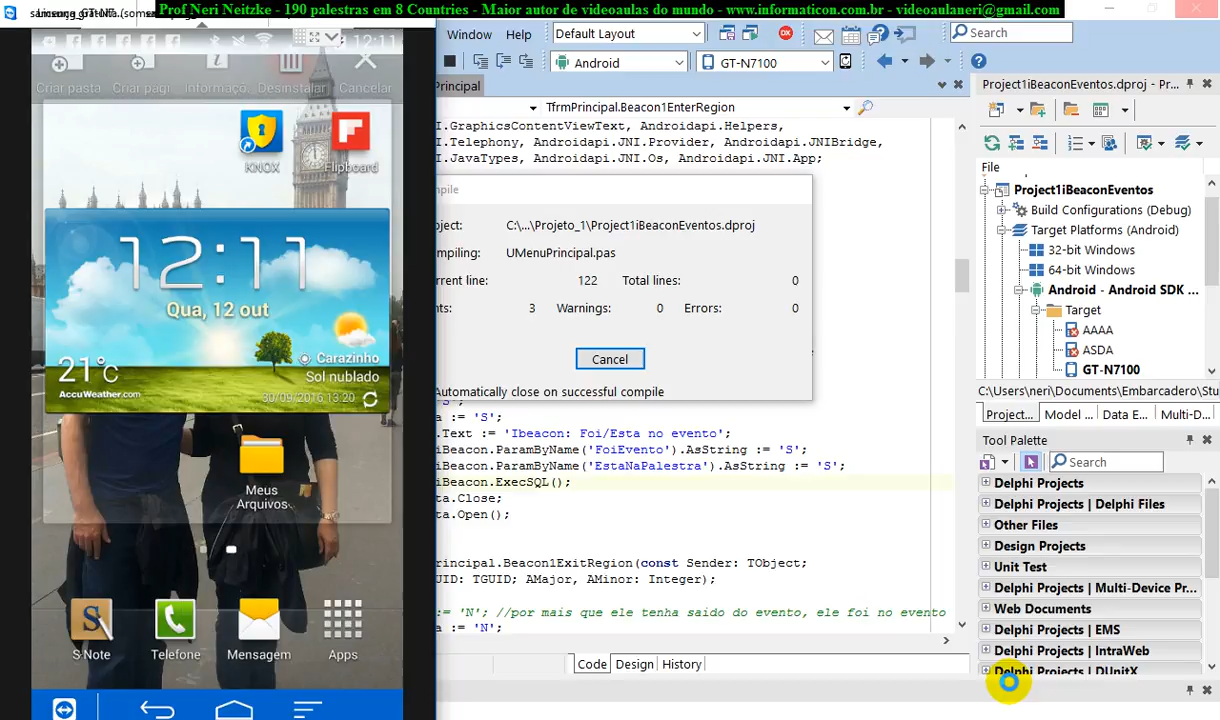 Prof Neri Neitzke - 190 palestras em 8 Countries - Maior autor de videoaulas do mundo - www.informaticon.com.br - videoaulaneri@gmail.com
12:11
Criar pasta
Informaç.
Desinstalar
Cancelar
KNOX
Flipboard
12:11
Qua, 12 out
21°C
Carazinho
Sol nublado
AccuWeather.com
30/09/2016 13:20
Meus
Arquivos
S Note
Telefone
Mensagem
Apps
Window Help
Default Layout
Search
Android
GT-N7100
Principal
TfrmPrincipal.Beacon1EnterRegion
I.GraphicsContentViewText, Androidapi.Helpers,
I.Telephony, Androidapi.JNI.Provider, Androidapi.JNIBridge,
I.JavaTypes, Androidapi.JNI.Os, Androidapi.JNI.App;
pile
oject: C:\...\Projeto_1\Project1iBeaconEventos.dproj
mpiling: UMenuPrincipal.pas
rrent line: 122 Total lines: 0
nts: 3 Warnings: 0 Errors: 0
Cancel
Automatically close on successful compile
a := 'S';
.Text := 'Ibeacon: Foi/Esta no evento';
iBeacon.ParamByName('FoiEvento').AsString := 'S';
iBeacon.ParamByName('EstaNaPalestra').AsString := 'S';
iBeacon.ExecSQL();
ta.Close;
ta.Open();
rincipal.Beacon1ExitRegion(const Sender: TObject;
UID: TGUID; AMajor, AMinor: Integer);
:= 'N'; //por mais que ele tenha saido do evento, ele foi no evento
a := 'N';
Code Design History
Project1iBeaconEventos.dproj - Pr...
File
Project1iBeaconEventos
Build Configurations (Debug)
Target Platforms (Android)
32-bit Windows
64-bit Windows
Android - Android SDK ...
Target
AAAA
ASDA
GT-N7100
C:\Users\neri\Documents\Embarcadero\Stu
Project... Model ... Data E... Multi-D...
Tool Palette
Search
Delphi Projects
Delphi Projects | Delphi Files
Other Files
Design Projects
Unit Test
Delphi Projects | Multi-Device Pr...
Web Documents
Delphi Projects | EMS
Delphi Projects | IntraWeb
Delphi Projects | DUnitX